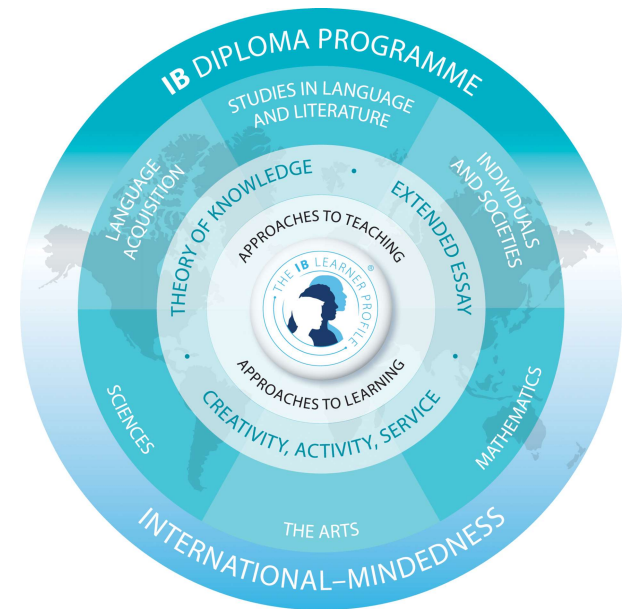 IB DIPLOMA PROGRAMME
STUDIES IN LANGUAGE
AND LITERATURE
LANGUAGE
ACQUISITION
INDIVIDUALS
AND SOCIETIES
THEORY OF KNOWLEDGE
•
EXTENDED ESSAY
APPROACHES TO TEACHING
THE IB LEARNER PROFILE
®
APPROACHES TO LEARNING
•
•
CREATIVITY, ACTIVITY, SERVICE
SCIENCES
MATHEMATICS
THE ARTS
INTERNATIONAL–MINDEDNESS